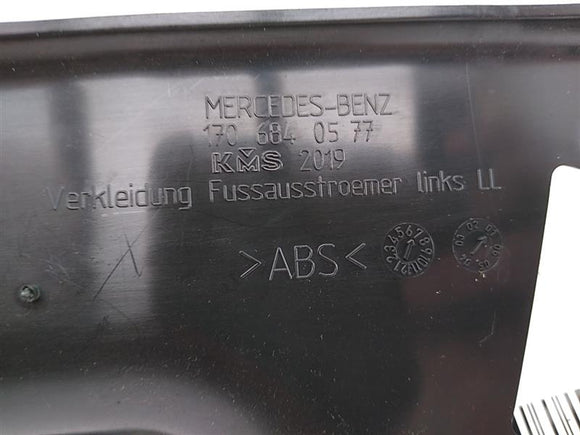 MERCEDES-BENZ
170 684 05 77
KMS 2019
Verkleidung Fussausstroemer links LL
>ABS<